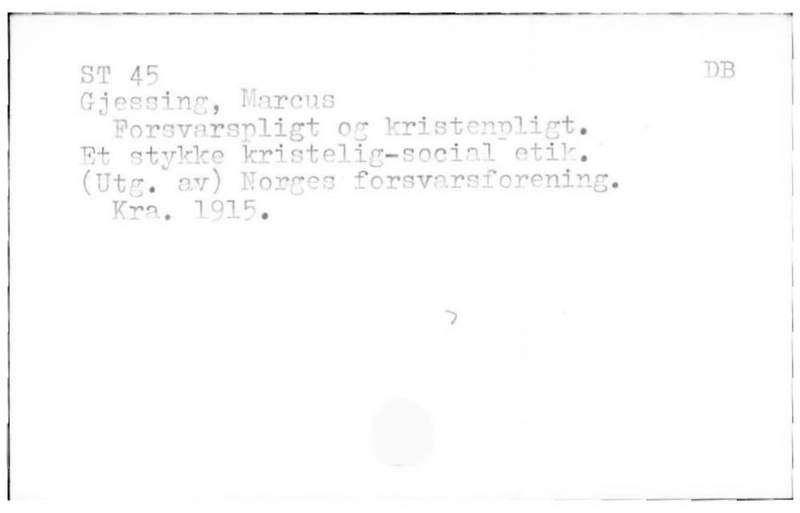 ST 45 DB
Gjessing, Marcus
Forsvarspligt og kristenpligt.
Et stykke kristelig-social etik.
(Utg. av) Norges forsvarsforening.
Kra. 1915.